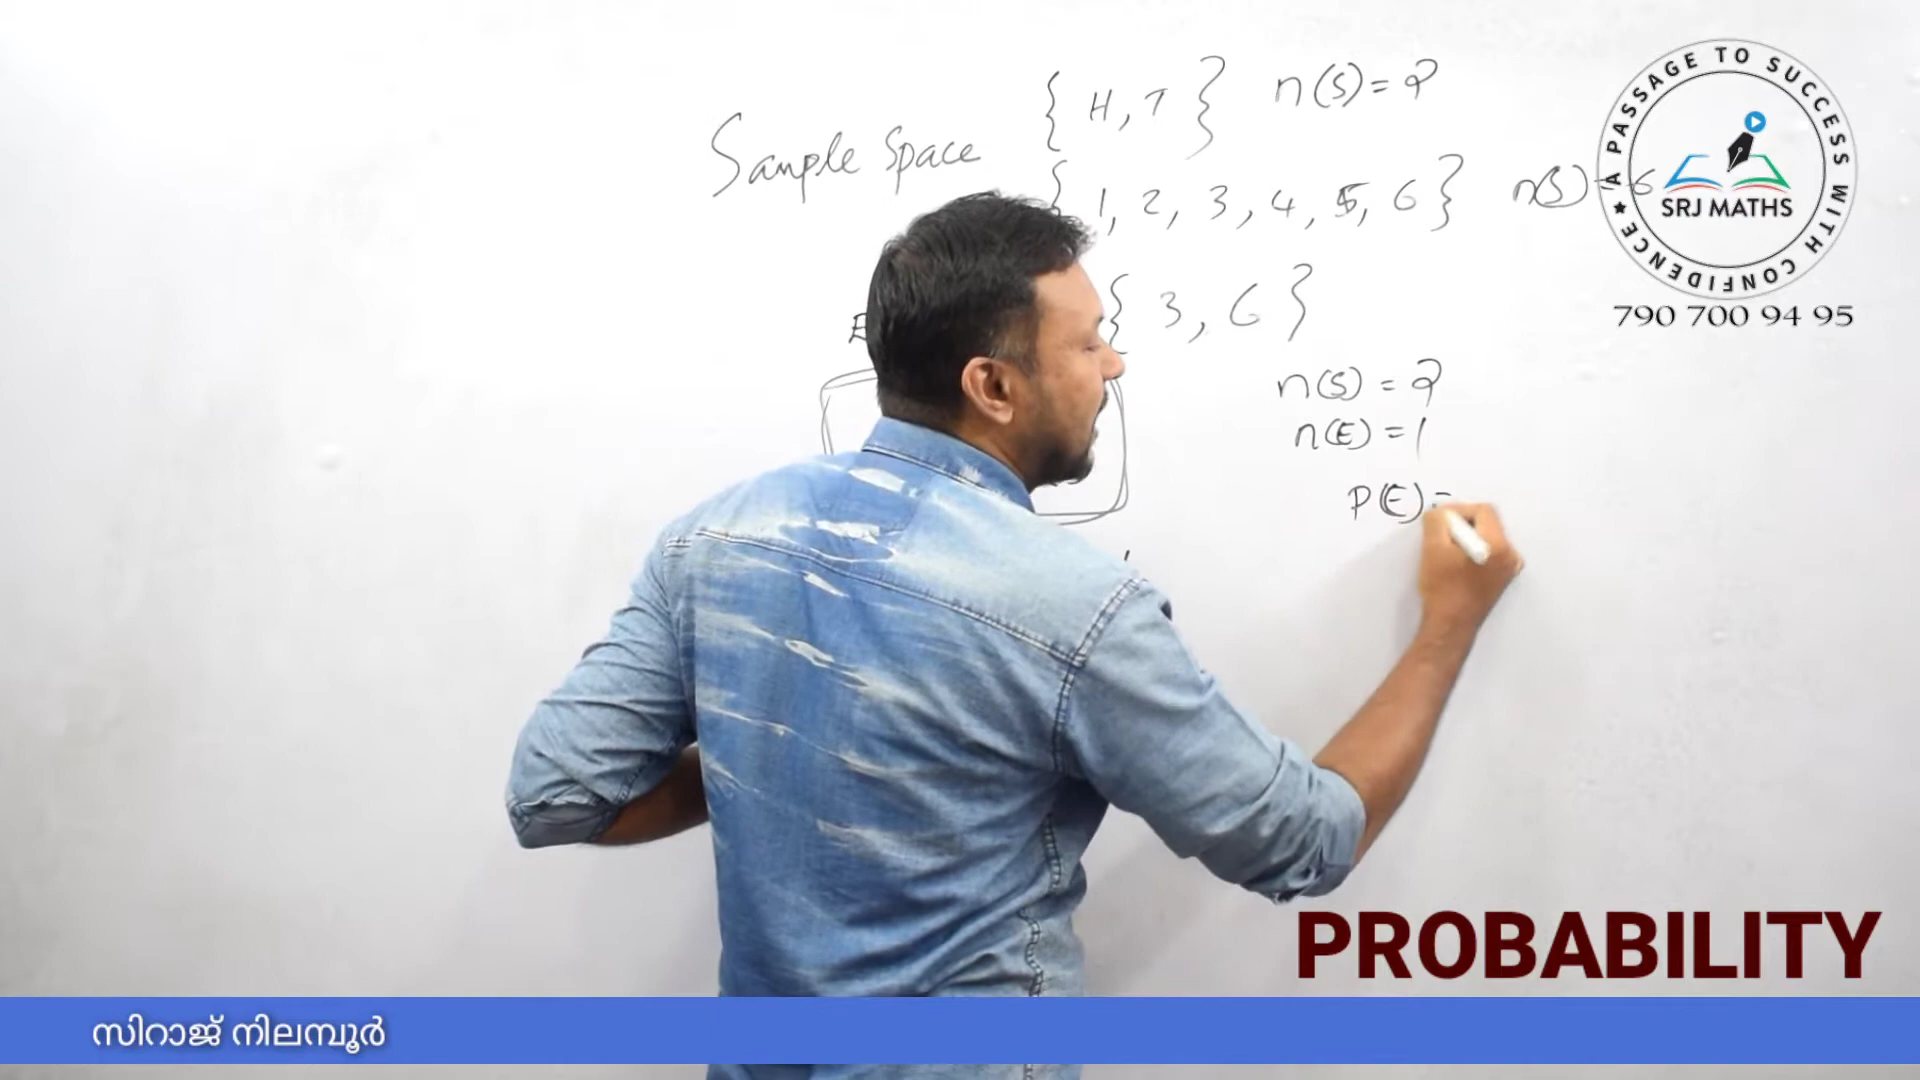 Sample Space { H, T } n(S) = 2
{ 1, 2, 3, 4, 5, 6 } n(S) = 6
E { 3, 6 }
n(S) = 2
n(E) = 1
P(E) =
A PASSAGE TO SUCCESS WITH CONFIDENCE
SRJ MATHS
790 700 94 95
PROBABILITY
സിറാജ് നിലമ്പൂർ